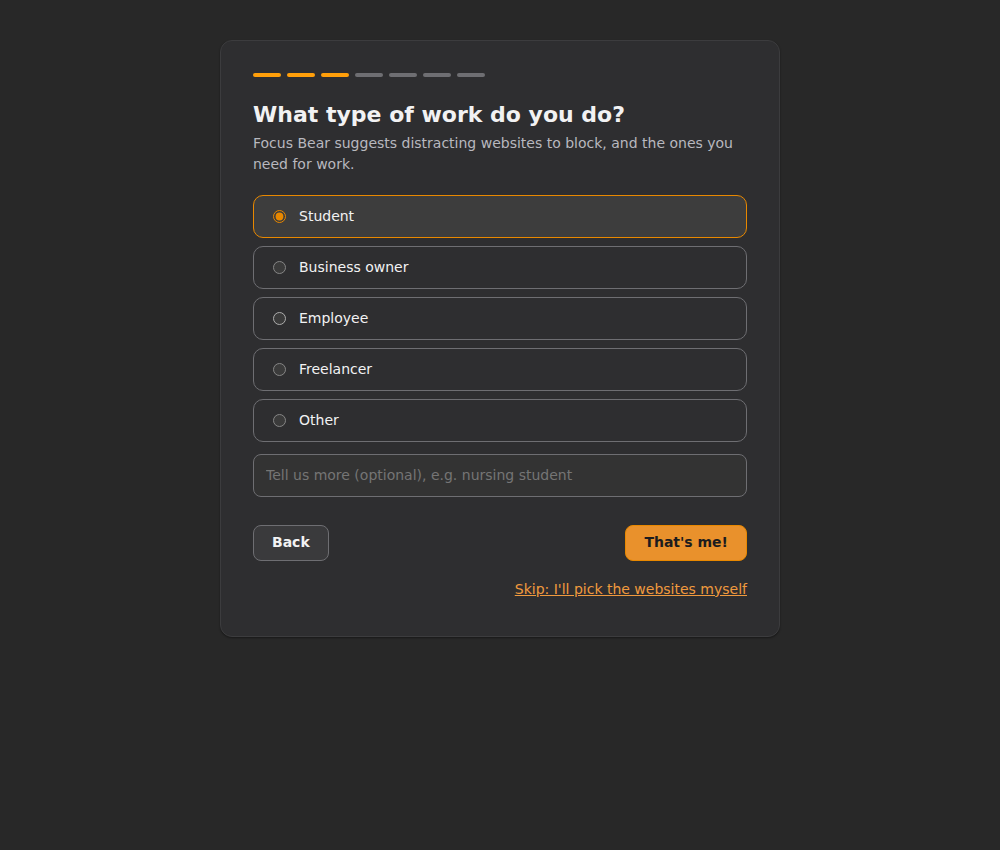 What type of work do you do?
Focus Bear suggests distracting websites to block, and the ones you
need for work.
Student
Business owner
Employee
Freelancer
Other
Tell us more (optional), e.g. nursing student
Back
That's me!
Skip: I'll pick the websites myself